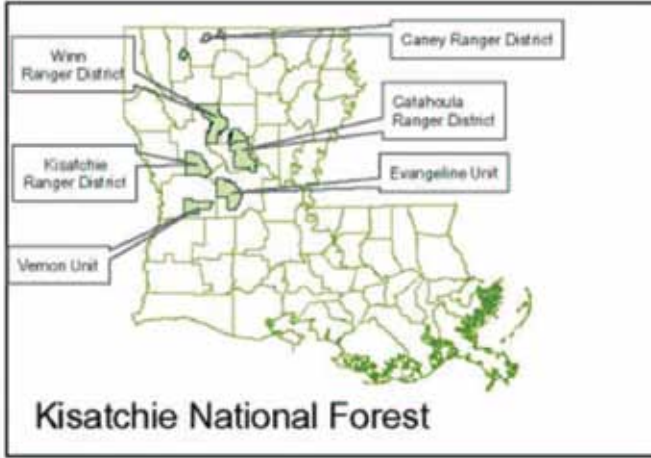 Caney Ranger District
Winn
Ranger District
Catahoula
Ranger District
Kisatchie
Ranger District
Evangeline Unit
Vernon Unit
Kisatchie National Forest